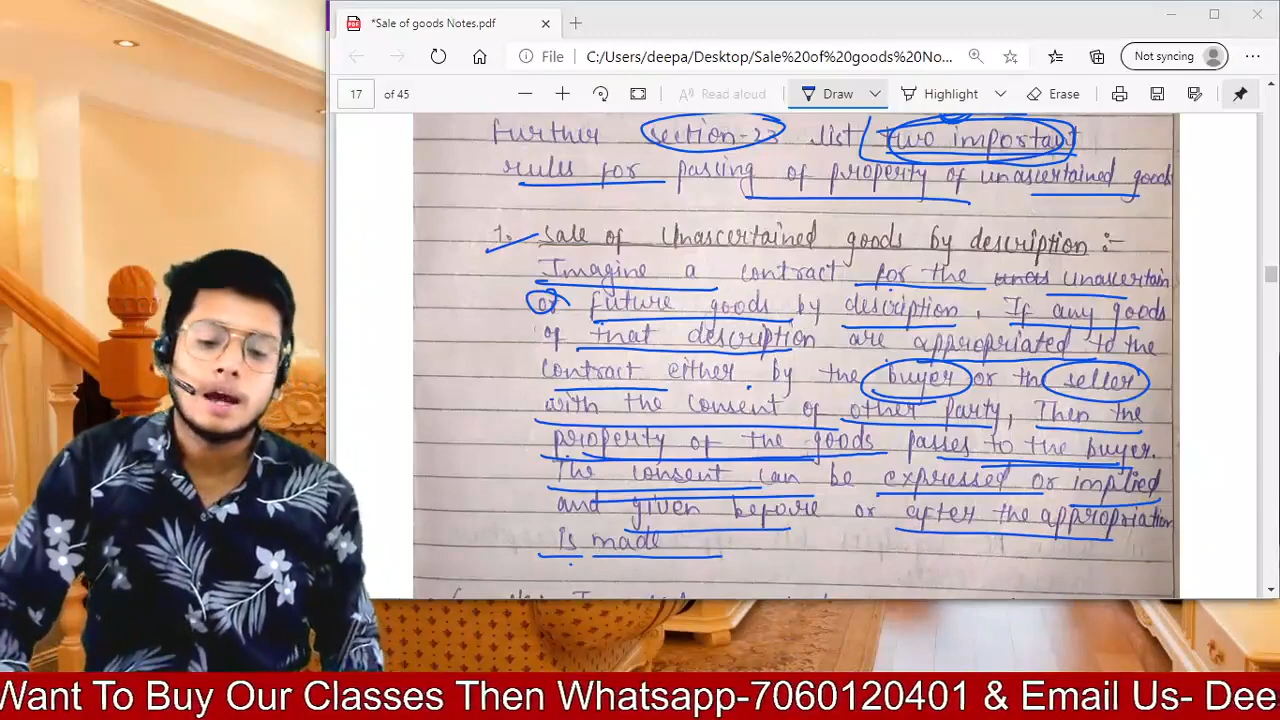 *Sale of goods Notes.pdf
File
C:/Users/deepa/Desktop/Sale%20of%20goods%20No...
Not syncing
17 of 45
Read aloud
Draw
Highlight
Erase
Further section-23 list two important
rules for passing of property of unascertained goods
1. Sale of Unascertained goods by description :-
Imagine a contract for the unas unascertain
or future goods by description. If any goods
of that description are appropriated to the
contract either by the buyer or the seller
with the consent of other party, Then the
property of the goods passes to the buyer.
The consent can be expressed or implied
and given before or after the appropriation
is made
Want To Buy Our Classes Then Whatsapp-7060120401 & Email Us- Dee